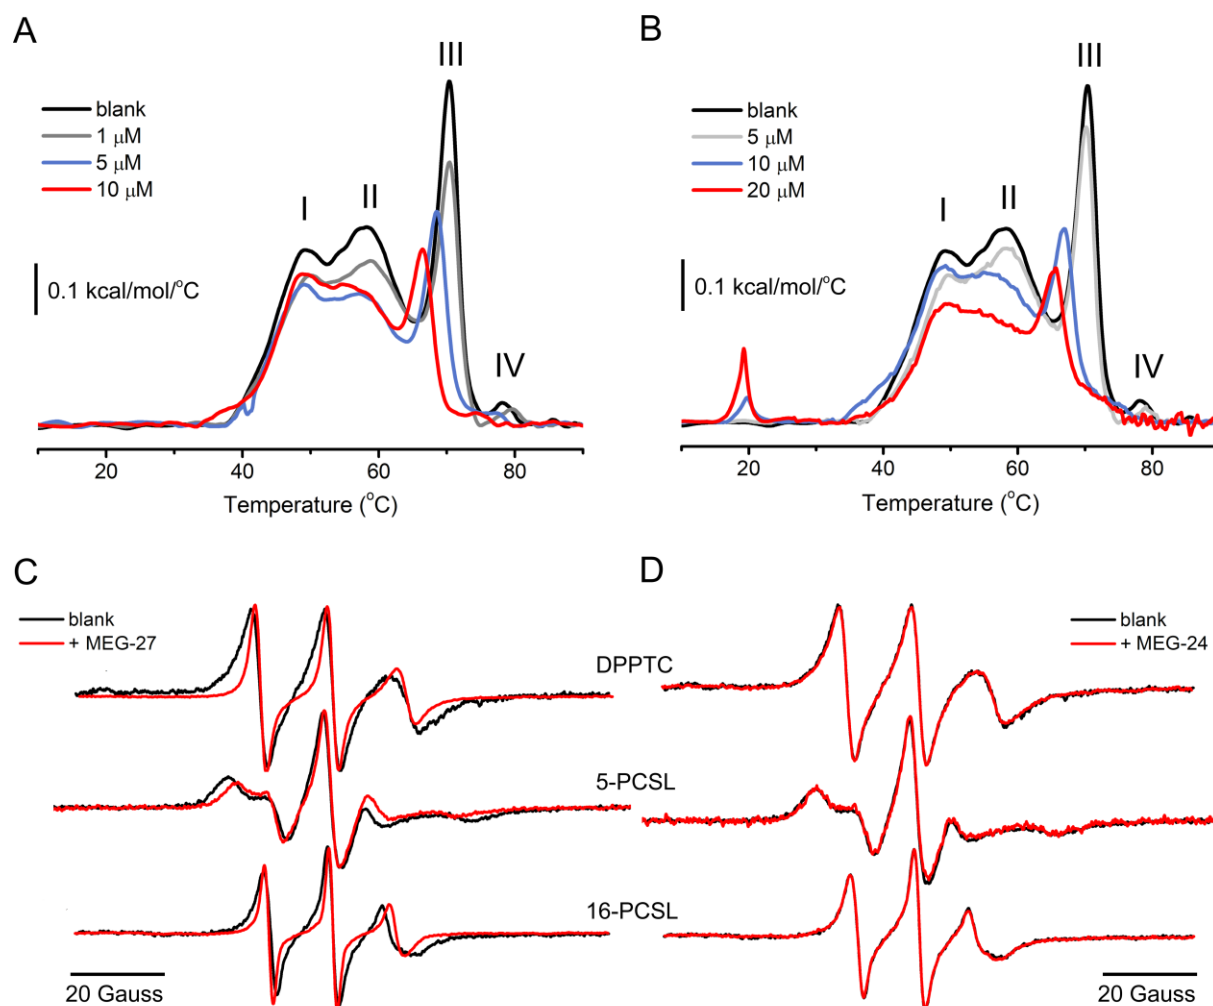 A
blank
1 μM
5 μM
10 μM
I
II
III
IV
0.1 kcal/mol/°C
20
40
60
80
Temperature (°C)
B
blank
5 μM
10 μM
20 μM
I
II
III
IV
0.1 kcal/mol/°C
20
40
60
80
Temperature (°C)
C
blank
+ MEG-27
D
blank
+ MEG-24
DPPTC
5-PCSL
16-PCSL
20 Gauss
20 Gauss